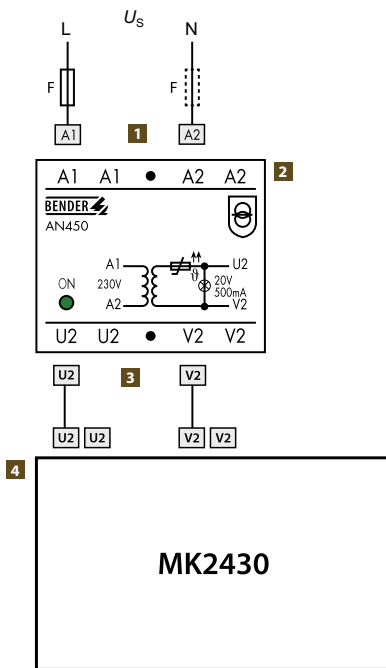 U_S
L N
F F
A1 1 A2
2
A1 A1 A2 A2
BENDER
AN450
A1 U2
ϑ
ON 230V 20V
500mA
A2 V2
U2 U2 V2 V2
U2 3 V2
U2 U2 V2 V2
4
MK2430